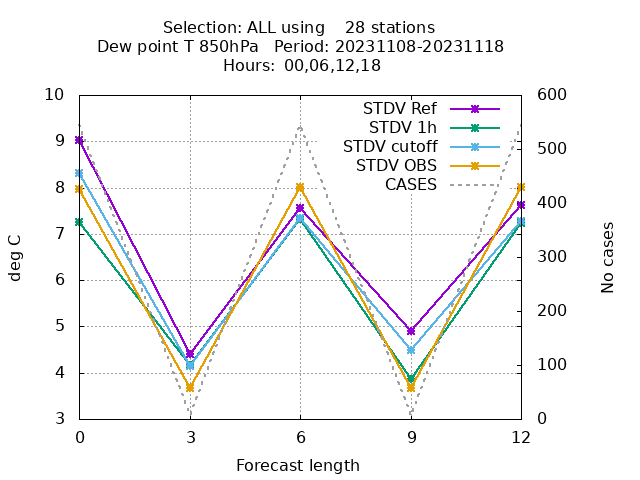 Selection: ALL using    28 stations
Dew point T 850hPa   Period: 20231108-20231118
Hours: 00,06,12,18
10
9
8
7
6
5
4
3
600
500
400
300
200
100
0
STDV Ref
STDV 1h
STDV cutoff
STDV OBS
CASES
deg C
No cases
0 3 6 9 12
Forecast length